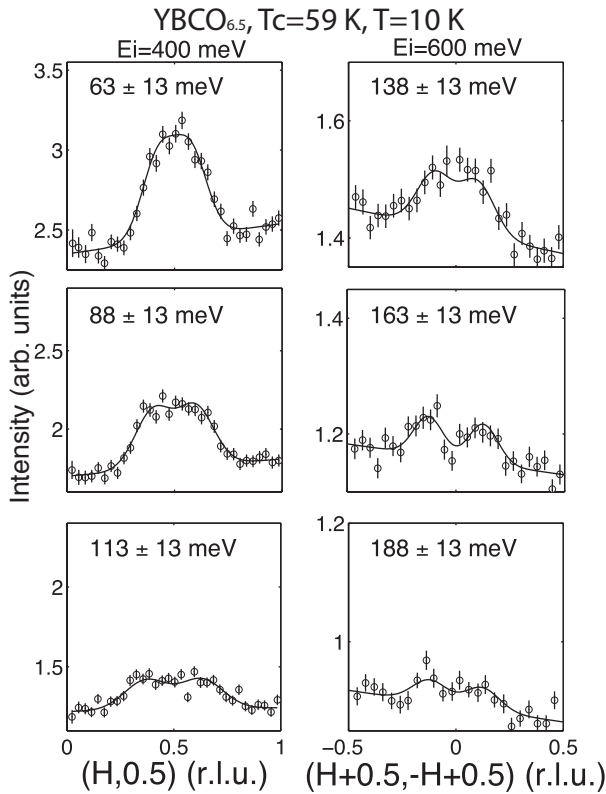 YBCO6.5, Tc=59 K, T=10 K
Ei=400 meV
Ei=600 meV
63 ± 13 meV
3.5
3
2.5
138 ± 13 meV
1.6
1.4
88 ± 13 meV
2.5
2
163 ± 13 meV
1.4
1.2
113 ± 13 meV
2
1.5
188 ± 13 meV
1.2
1
Intensity (arb. units)
0 0.5 1
−0.5 0 0.5
(H,0.5) (r.l.u.)
(H+0.5,-H+0.5) (r.l.u.)